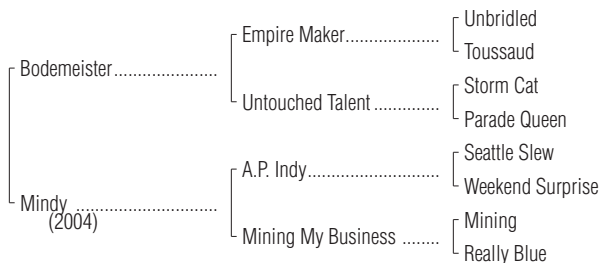 Unbridled
Empire Maker....................
Toussaud
Bodemeister......................
Storm Cat
Untouched Talent..............
Parade Queen
Seattle Slew
A.P. Indy............................
Weekend Surprise
Mindy ..............................
(2004)
Mining
Mining My Business ........
Really Blue